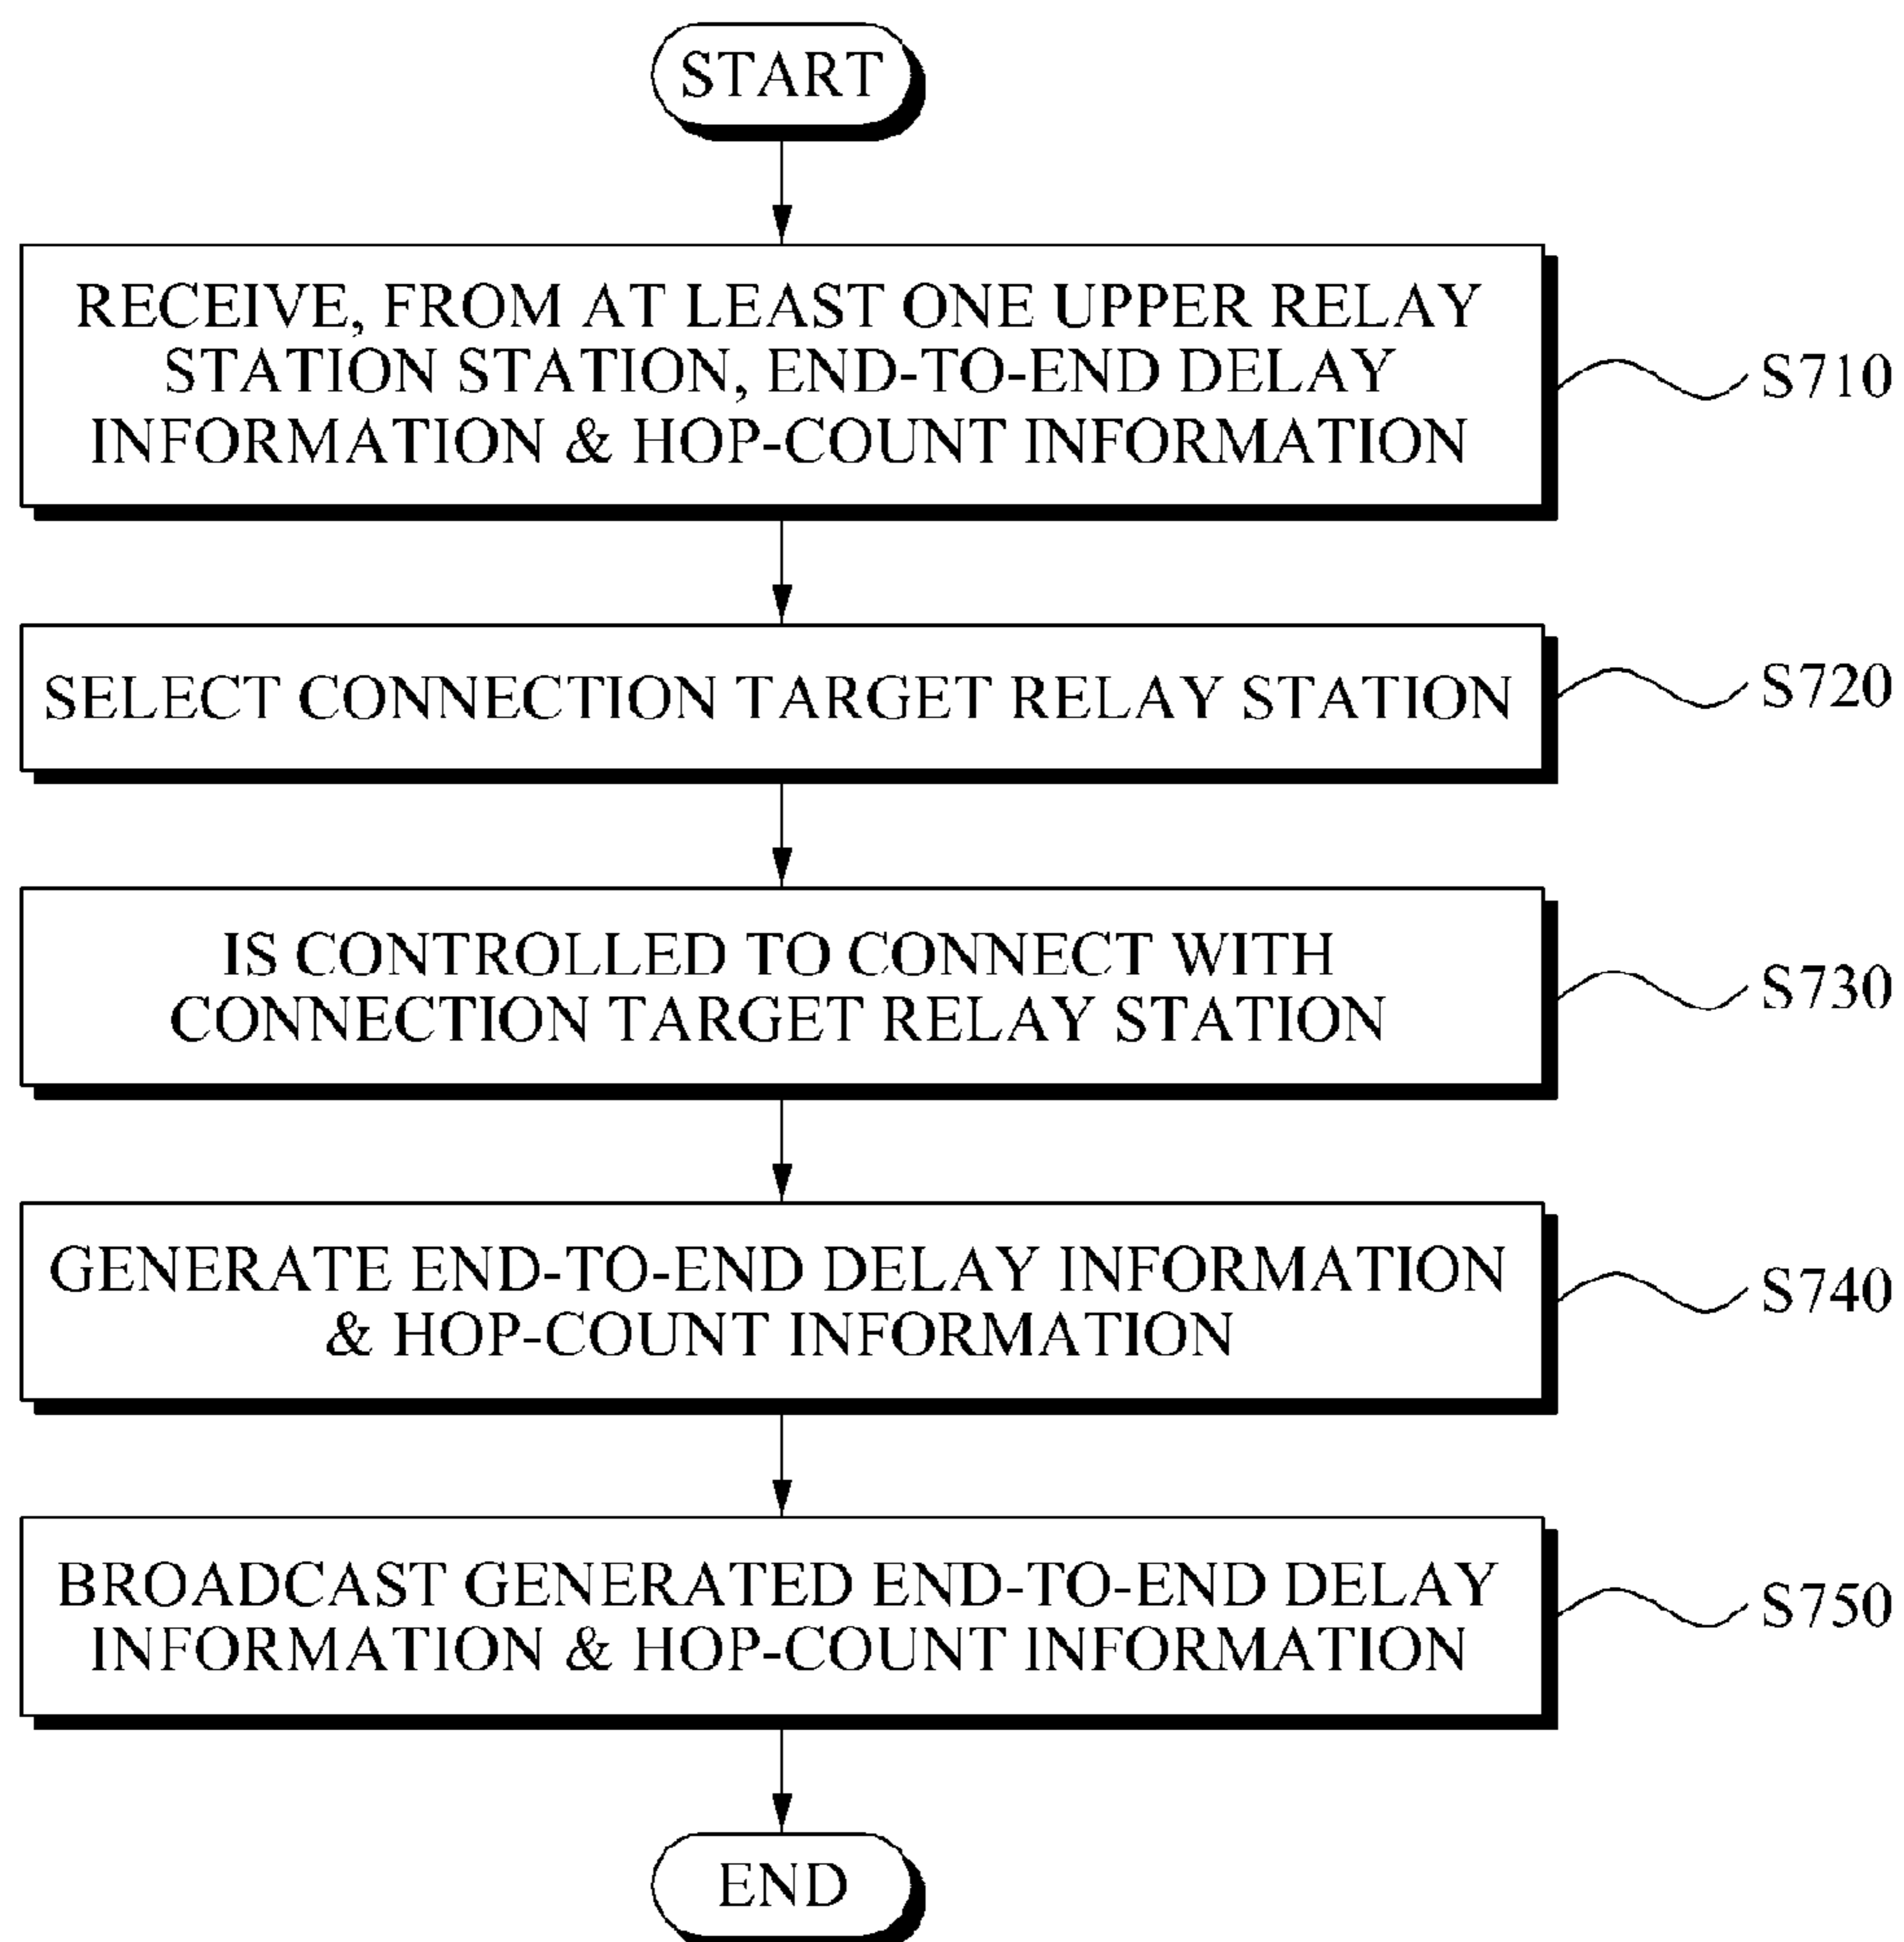 START
RECEIVE, FROM AT LEAST ONE UPPER RELAY
STATION STATION, END-TO-END DELAY
INFORMATION & HOP-COUNT INFORMATION
S710
SELECT CONNECTION TARGET RELAY STATION
S720
IS CONTROLLED TO CONNECT WITH
CONNECTION TARGET RELAY STATION
S730
GENERATE END-TO-END DELAY INFORMATION
& HOP-COUNT INFORMATION
S740
BROADCAST GENERATED END-TO-END DELAY
INFORMATION & HOP-COUNT INFORMATION
S750
END